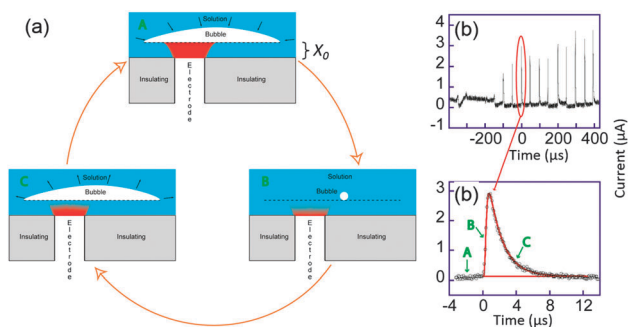 (a)
A
Solution
Bubble
} X₀
Insulating
Electrode
Insulating
C
Solution
Bubble
Insulating
Electrode
Insulating
B
Solution
Bubble
Insulating
Electrode
Insulating
(b)
4
3
2
1
0
-1
-200 0 200 400
Time (µs)
Current (µA)
(b)
3
2
1
0
B
C
A
-4 0 4 8 12
Time (µs)